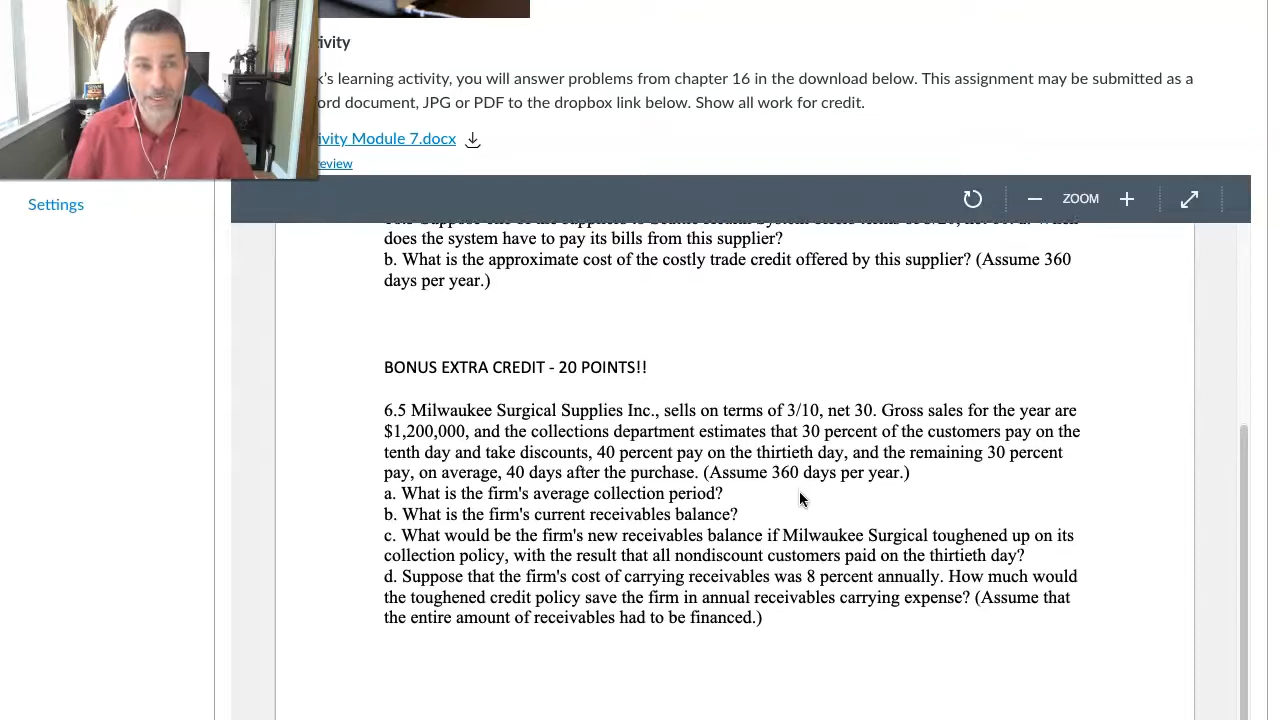 ivity
k's learning activity, you will answer problems from chapter 16 in the download below. This assignment may be submitted as a
ord document, JPG or PDF to the dropbox link below. Show all work for credit.
ivity Module 7.docx
review
Settings
ZOOM
does the system have to pay its bills from this supplier?
b. What is the approximate cost of the costly trade credit offered by this supplier? (Assume 360
days per year.)
BONUS EXTRA CREDIT - 20 POINTS!!
6.5 Milwaukee Surgical Supplies Inc., sells on terms of 3/10, net 30. Gross sales for the year are
$1,200,000, and the collections department estimates that 30 percent of the customers pay on the
tenth day and take discounts, 40 percent pay on the thirtieth day, and the remaining 30 percent
pay, on average, 40 days after the purchase. (Assume 360 days per year.)
a. What is the firm's average collection period?
b. What is the firm's current receivables balance?
c. What would be the firm's new receivables balance if Milwaukee Surgical toughened up on its
collection policy, with the result that all nondiscount customers paid on the thirtieth day?
d. Suppose that the firm's cost of carrying receivables was 8 percent annually. How much would
the toughened credit policy save the firm in annual receivables carrying expense? (Assume that
the entire amount of receivables had to be financed.)